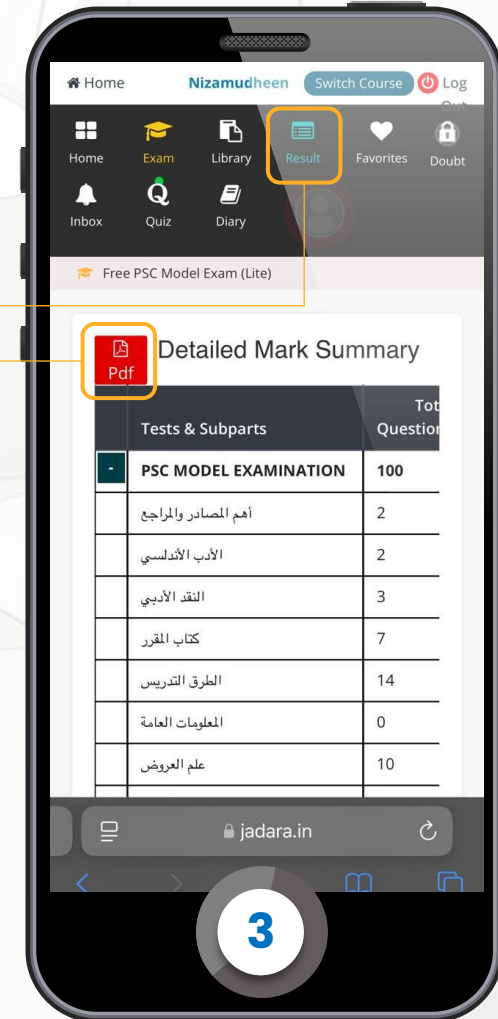 Home
Nizamudheen
Switch Course
Log
Out
Home
Exam
Library
Result
Favorites
Doubt
Inbox
Quiz
Diary
Free PSC Model Exam (Lite)
Pdf
Detailed Mark Summary
Tests & Subparts
Tot
Question
- PSC MODEL EXAMINATION 100
أهم المصادر والمراجع 2
الأدب الأندلسي 2
النقد الأدبي 3
كتاب المقرر 7
الطرق التدريس 14
المعلومات العامة 0
علم العروض 10
jadara.in
3